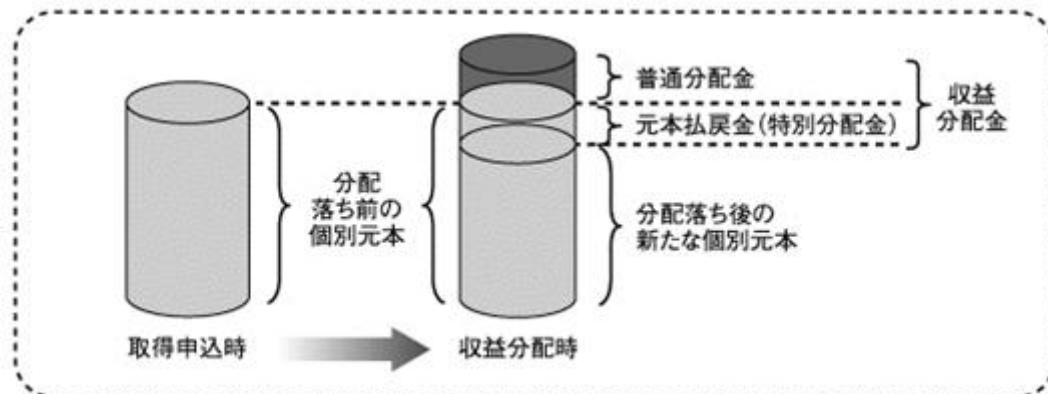 普通分配金
元本払戻金(特別分配金)
収益
分配金
分配
落ち前の
個別元本
分配落ち後の
新たな個別元本
取得申込時
収益分配時